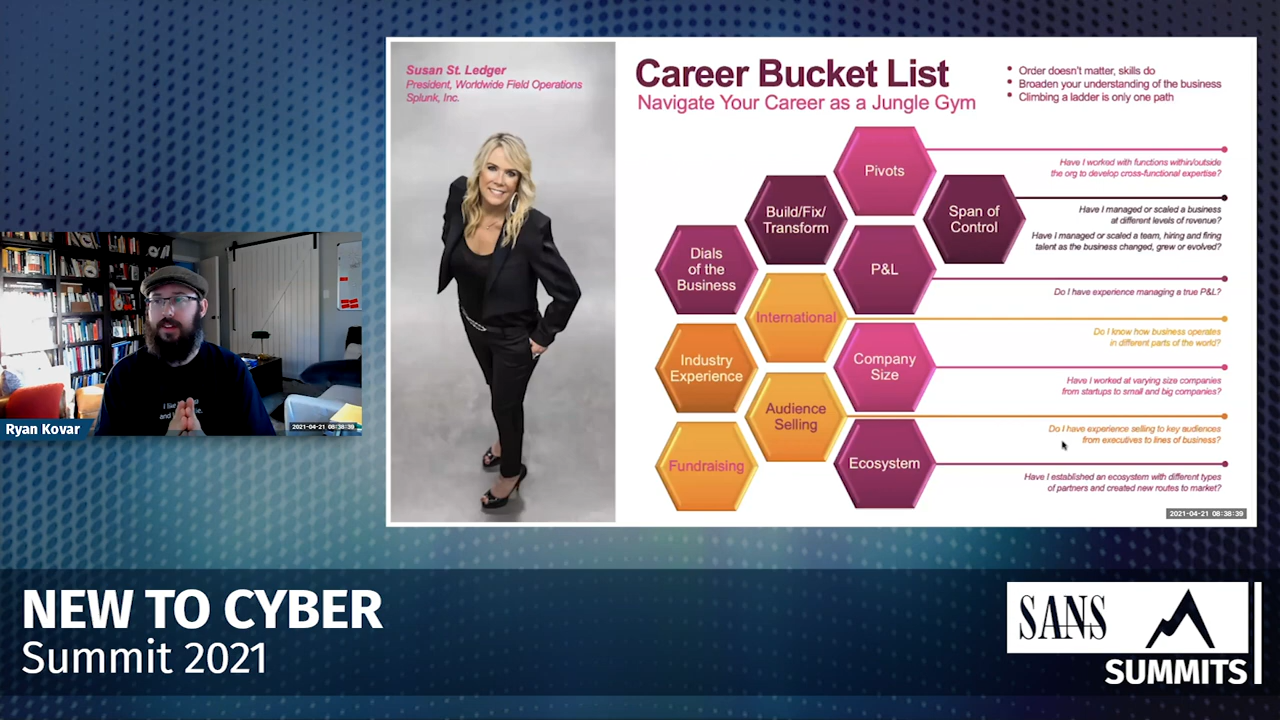 Susan St. Ledger
President, Worldwide Field Operations
Splunk, Inc.
Career Bucket List
Navigate Your Career as a Jungle Gym
• Order doesn't matter, skills do
• Broaden your understanding of the business
• Climbing a ladder is only one path
Pivots
Build/Fix/
Transform
Span of
Control
Dials
of the
Business
P&L
International
Industry
Experience
Company
Size
Audience
Selling
Fundraising
Ecosystem
Have I worked with functions within/outside
the org to develop cross-functional expertise?
Have I managed or scaled a business
at different levels of revenue?
Have I managed or scaled a team, hiring and firing
talent as the business changed, grew or evolved?
Do I have experience managing a true P&L?
Do I know how business operates
in different parts of the world?
Have I worked at varying size companies
from startups to small and big companies?
Do I have experience selling to key audiences
from executives to lines of business?
Have I established an ecosystem with different types
of partners and created new routes to market?
2021-04-21 08:38:39
I
and
Ryan Kovar
2021-04-21 08:38:39
NEW TO CYBER
Summit 2021
SANS
SUMMITS